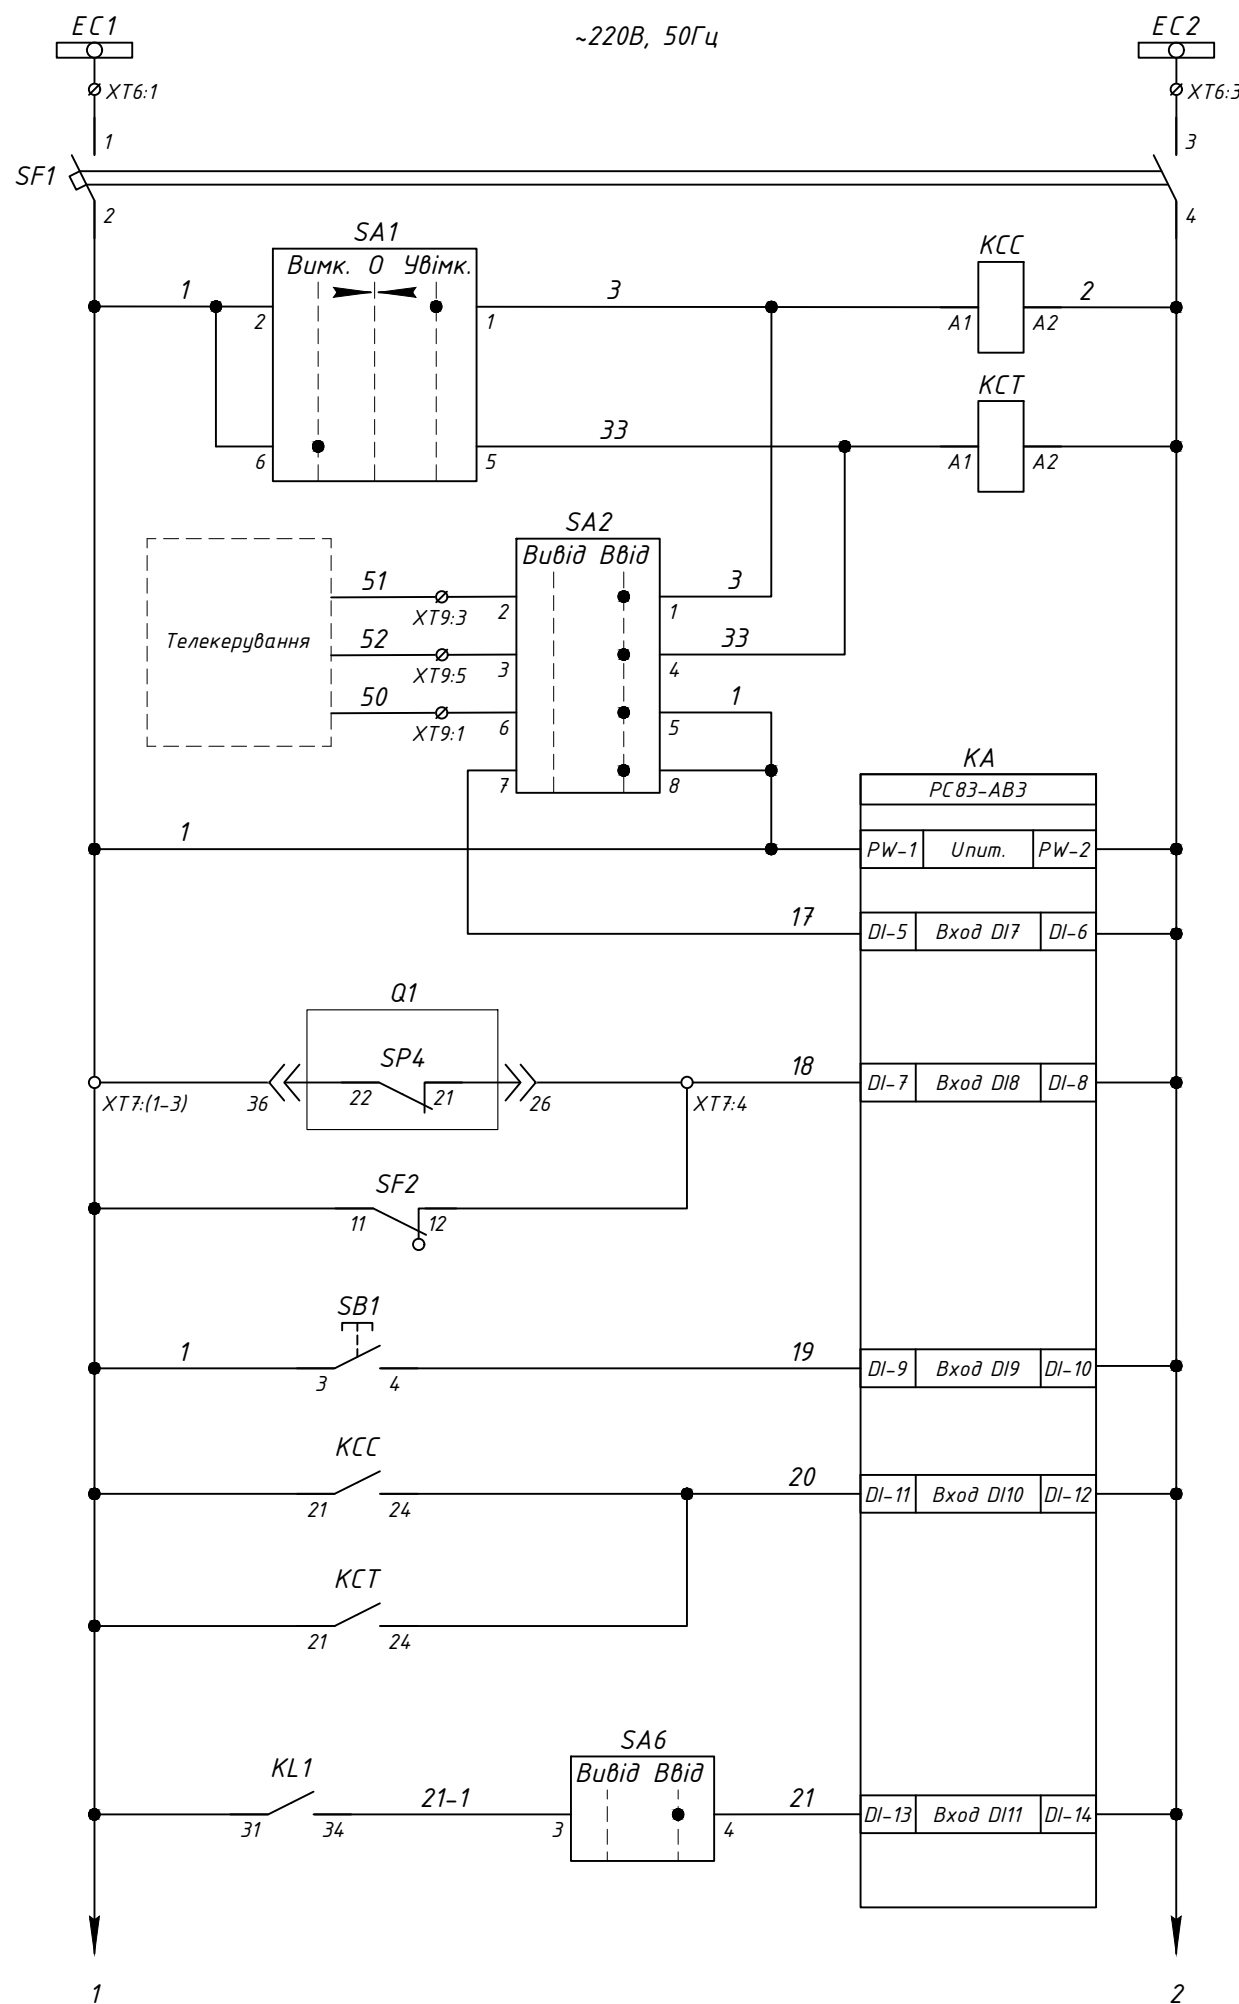 EC1
~220В, 50Гц
EC2
XT6:1
XT6:3
1
3
SF1
2
4
SA1
Вимк. О Увімк.
KCC
1
3
2
2
1
A1
A2
KCT
33
6
5
A1
A2
SA2
Вивід Ввід
Телекерування
51
XT9:3
2
1
3
52
XT9:5
3
4
33
50
XT9:1
6
5
1
7
8
KA
РС83-АВ3
1
PW-1 Uпит. PW-2
17
DI-5 Вход DI7 DI-6
Q1
SP4
18
DI-7 Вход DI8 DI-8
XT7:(1-3)
36
22
21
26
XT7:4
SF2
11
12
SB1
1
19
DI-9 Вход DI9 DI-10
3
4
KCC
20
DI-11 Вход DI10 DI-12
21
24
KCT
21
24
SA6
Вивід Ввід
KL1
21-1
21
DI-13 Вход DI11 DI-14
31
34
3
4
1
2